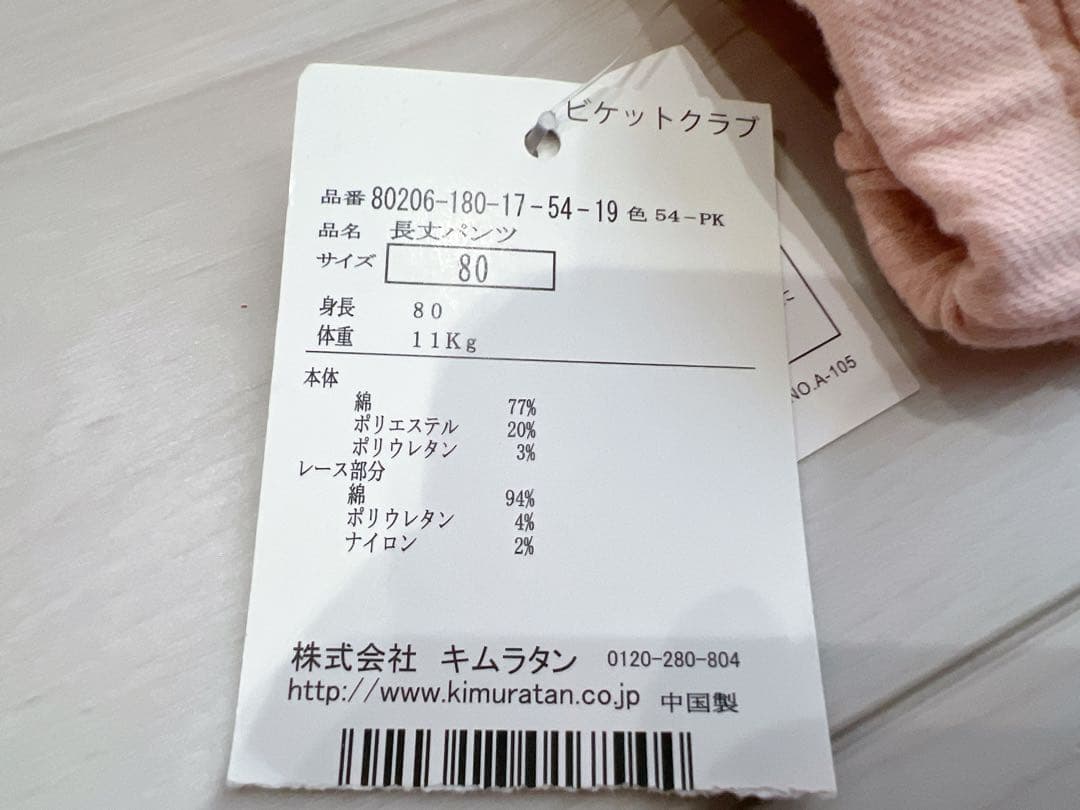 ビケットクラブ
品番 80206-180-17-54-19 色 54-PK
品名 長丈パンツ
サイズ 80
身長 80
体重 11Kg
本体
綿 77%
ポリエステル 20%
ポリウレタン 3%
レース部分
綿 94%
ポリウレタン 4%
ナイロン 2%
株式会社 キムラタン 0120-280-804
http://www.kimuratan.co.jp 中国製
NO.A-105